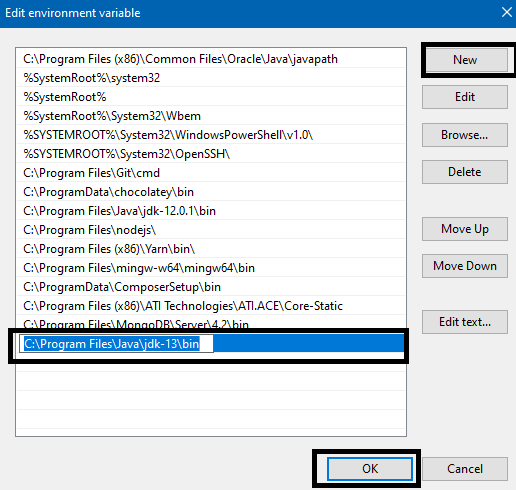 Edit environment variable
C:\Program Files (x86)\Common Files\Oracle\Java\javapath
%SystemRoot%\system32
%SystemRoot%
%SystemRoot%\System32\Wbem
%SYSTEMROOT%\System32\WindowsPowerShell\v1.0\
%SYSTEMROOT%\System32\OpenSSH\
C:\Program Files\Git\cmd
C:\ProgramData\chocolatey\bin
C:\Program Files\Java\jdk-12.0.1\bin
C:\Program Files\nodejs\
C:\Program Files (x86)\Yarn\bin\
C:\Program Files\mingw-w64\mingw64\bin
C:\ProgramData\ComposerSetup\bin
C:\Program Files (x86)\ATI Technologies\ATI.ACE\Core-Static
C:\Program Files\MongoDB\Server\4.2\bin
C:\Program Files\Java\jdk-13\bin
New
Edit
Browse...
Delete
Move Up
Move Down
Edit text...
OK
Cancel